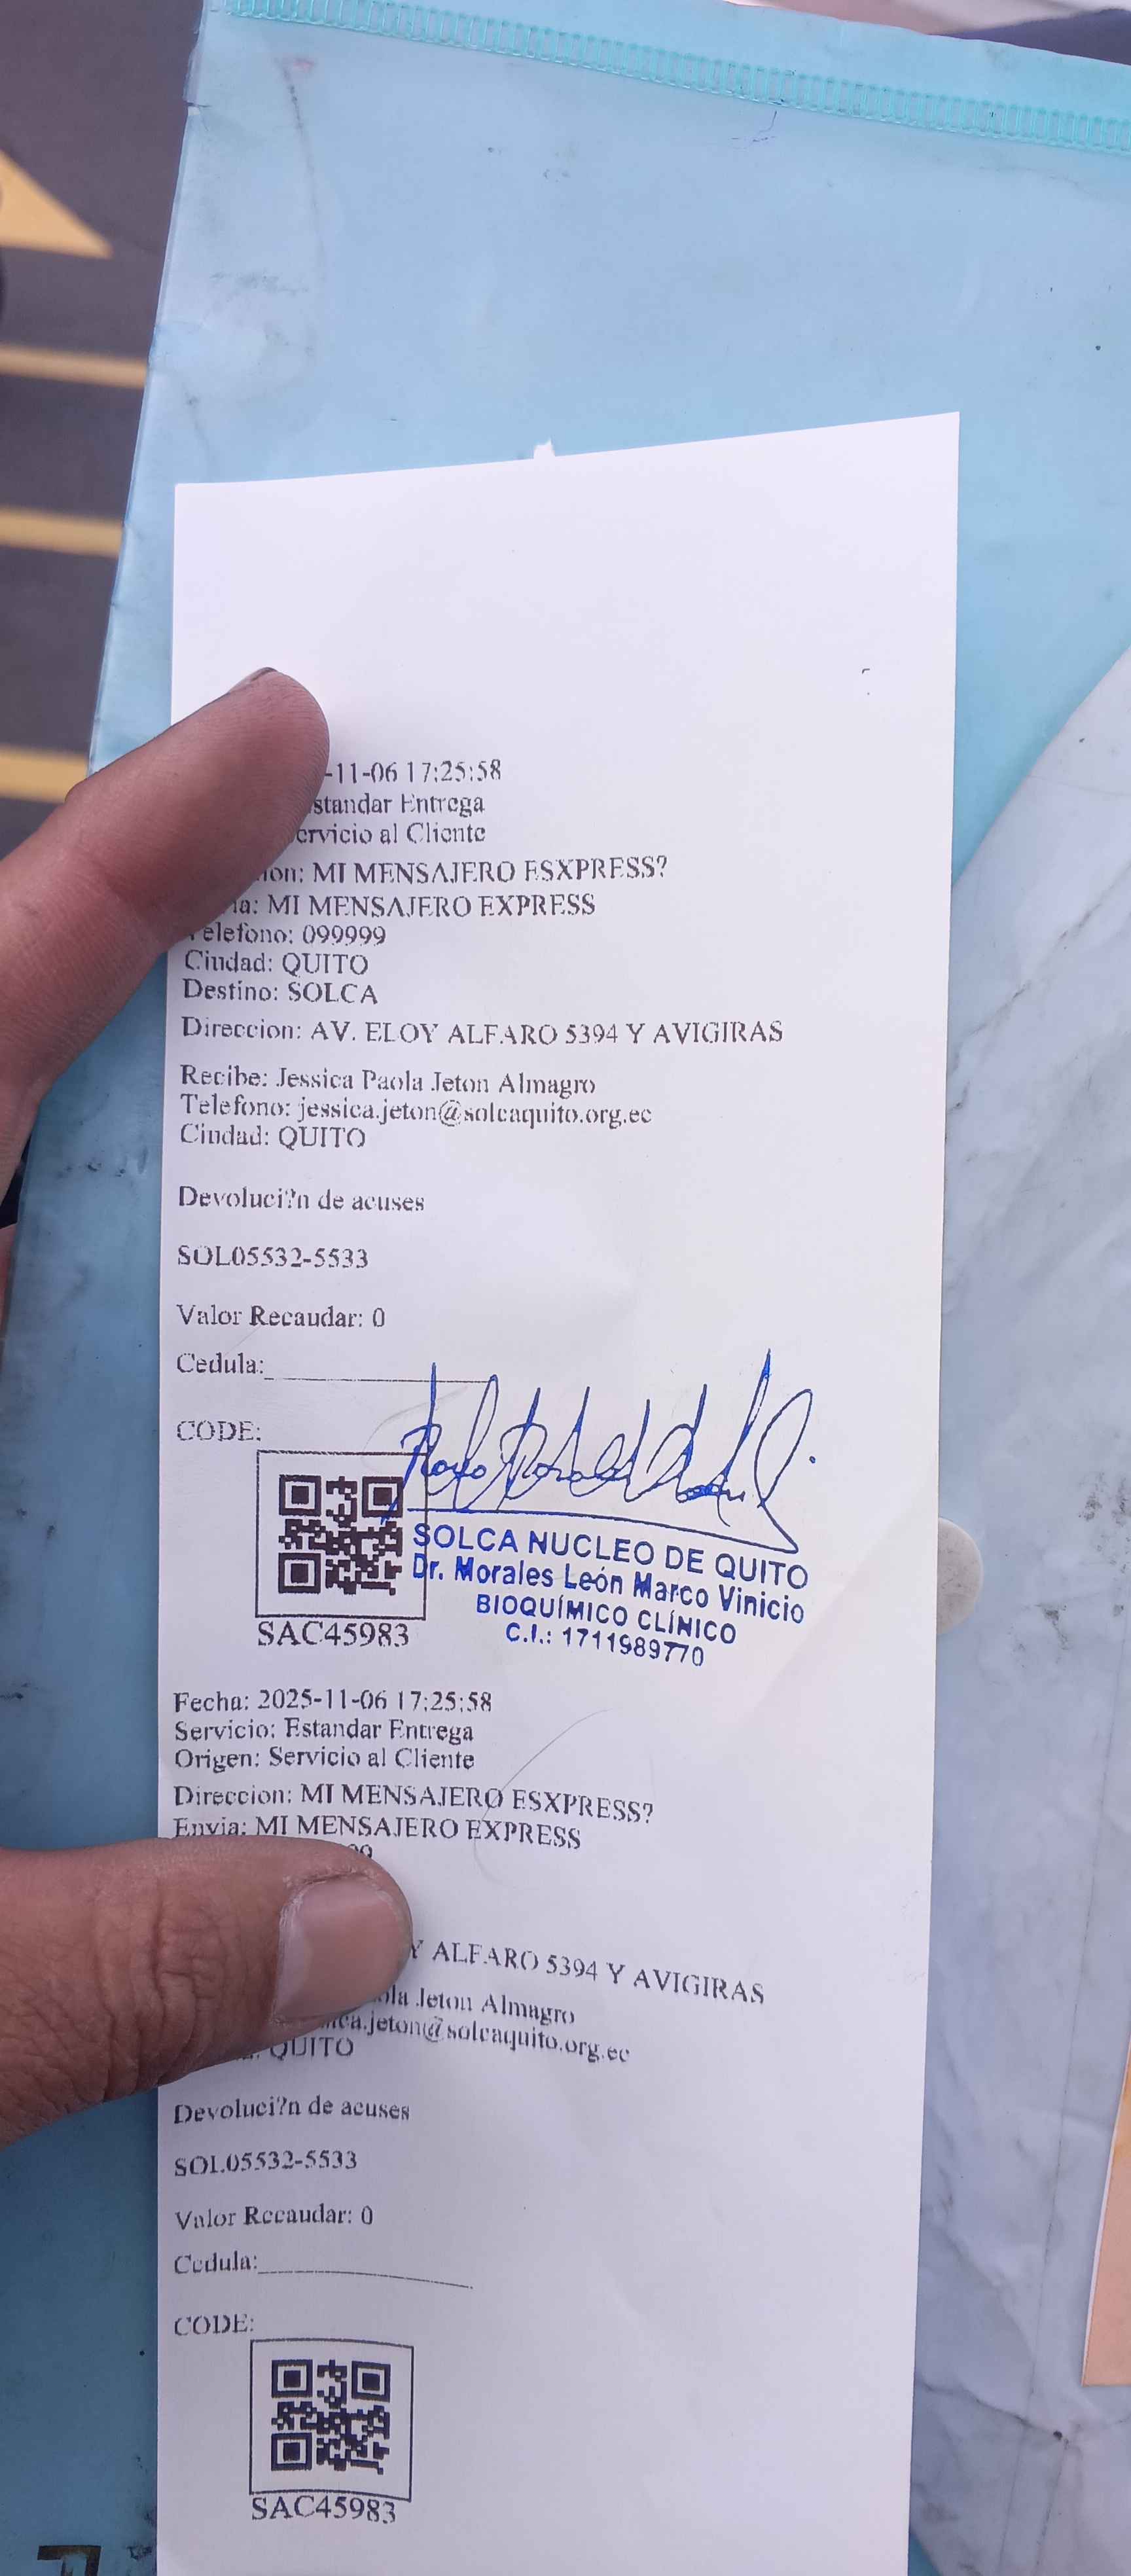 -11-06 17:25:58
standar Entrega
ervicio al Cliente
ion: MI MENSAJERO ESXPRESS?
ia: MI MENSAJERO EXPRESS
elefono: 099999
Ciudad: QUITO
Destino: SOLCA
Direccion: AV. ELOY ALFARO 5394 Y AVIGIRAS
Recibe: Jessica Paola Jeton Almagro
Telefono: jessica.jeton@solcaquito.org.ec
Ciudad: QUITO
Devoluci?n de acuses
SOL05532-5533
Valor Recaudar: 0
Cedula:
CODE:
SOLCA NUCLEO DE QUITO
Dr. Morales León Marco Vinicio
BIOQUÍMICO CLÍNICO
C.I.: 1711989770
SAC45983
Fecha: 2025-11-06 17:25:58
Servicio: Estandar Entrega
Origen: Servicio al Cliente
Direccion: MI MENSAJERO ESXPRESS?
Envia: MI MENSAJERO EXPRESS
99
Y ALFARO 5394 Y AVIGIRAS
ola Jeton Almagro
ica.jeton@solcaquito.org.ec
QUITO
Devoluci?n de acuses
SOL05532-5533
Valor Recaudar: 0
Cedula:
CODE:
SAC45983